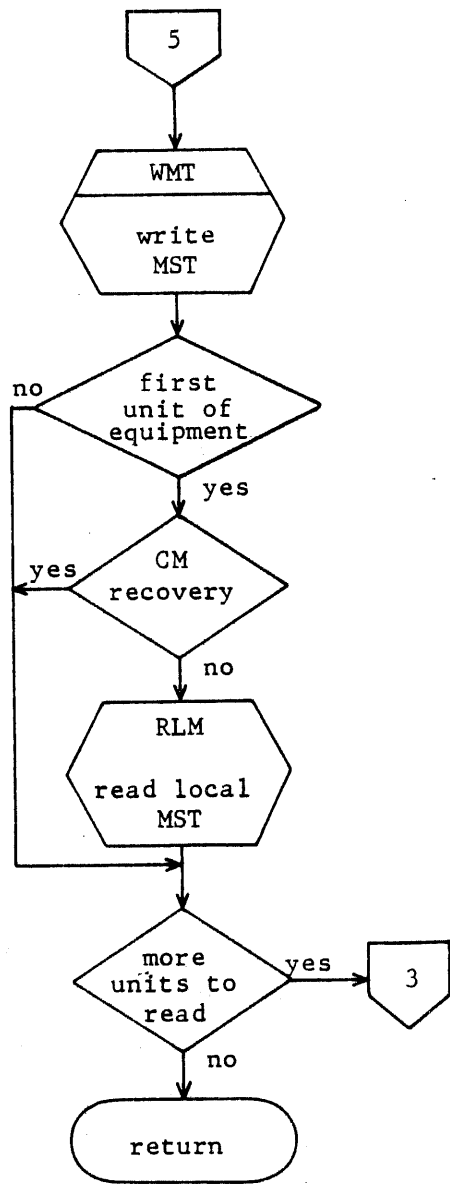 5
WMT
write
MST
no
first
unit of
equipment
yes
yes
CM
recovery
no
RLM
read local
MST
more
units to
read
yes
3
no
return